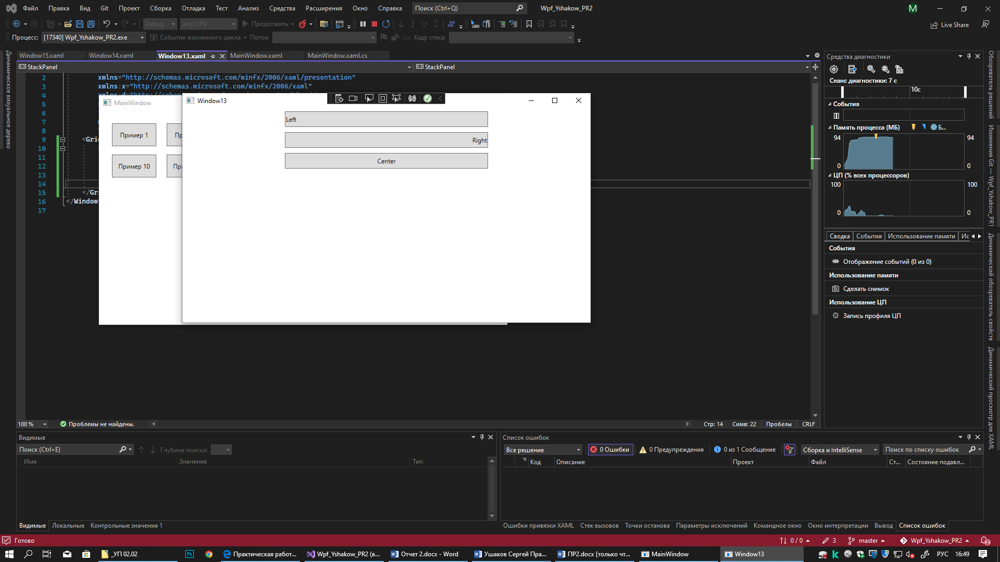 Файл Правка Вид Git Проект Сборка Отладка Тест Анализ Средства Расширения Окно Справка Поиск (Ctrl+Q) Wpf_Yshakow_PR2 M
Debug Any CPU Продолжить Live Share
Процесс: [17340] Wpf_Yshakow_PR2.exe События жизненного цикла Поток: Кадр стека:
Динамическое визуальное дерево
Window15.xaml Window14.xaml Window13.xaml MainWindow.xaml MainWindow.xaml.cs
StackPanel StackPanel
2 xmlns="http://schemas.microsoft.com/winfx/2006/xaml/presentation"
3 xmlns:x="http://schemas.microsoft.com/winfx/2006/xaml"
4
5
6
7
8
9 <Grid
10
11
12
13
14
15 </Gri
16 </Window
17
MainWindow
Пример 1 Пр
Пример 10 При
Window13
Left
Right
Center
100 % Проблемы не найдены. Стр: 14 Симв: 22 Пробелы CRLF
Средства диагностики
Сеанс диагностики: 7 с
10с
События
Память процесса (МБ) Б...
94 94
0 0
ЦП (% всех процессоров)
100 100
0 0
Сводка События Использование памяти Ис
События
Отображение событий (0 из 0)
Использование памяти
Сделать снимок
Использование ЦП
Запись профиля ЦП
Обозреватель решений
Изменения Git — Wpf_Yshakow_PR1
Динамический обозреватель свойств
Динамический просмотр для XAML
Видимые
Поиск (Ctrl+E) Глубина поиска:
Имя Значение Тип
Видимые Локальные Контрольные значения 1
Список ошибок
Все решение 0 Ошибки 0 Предупреждения 0 из 1 Сообщение Сборка и IntelliSense Поиск по списку ошибок
Код Описание Проект Файл Ст... Состояние подавл...
Ошибки привязки XAML Стек вызовов Точки останова Параметры исключений Командное окно Окно интерпретации Вывод Список ошибок
Готово 0 / 0 3 master Wpf_Yshakow_PR2 2
_УП 02.02 Ps Практическая работ... Wpf_Yshakow_PR2 (в... Отчет 2.docx - Word Ушаков Сергей Пра... ПР2.docx [только чт... MainWindow Window13 РУС 16:49